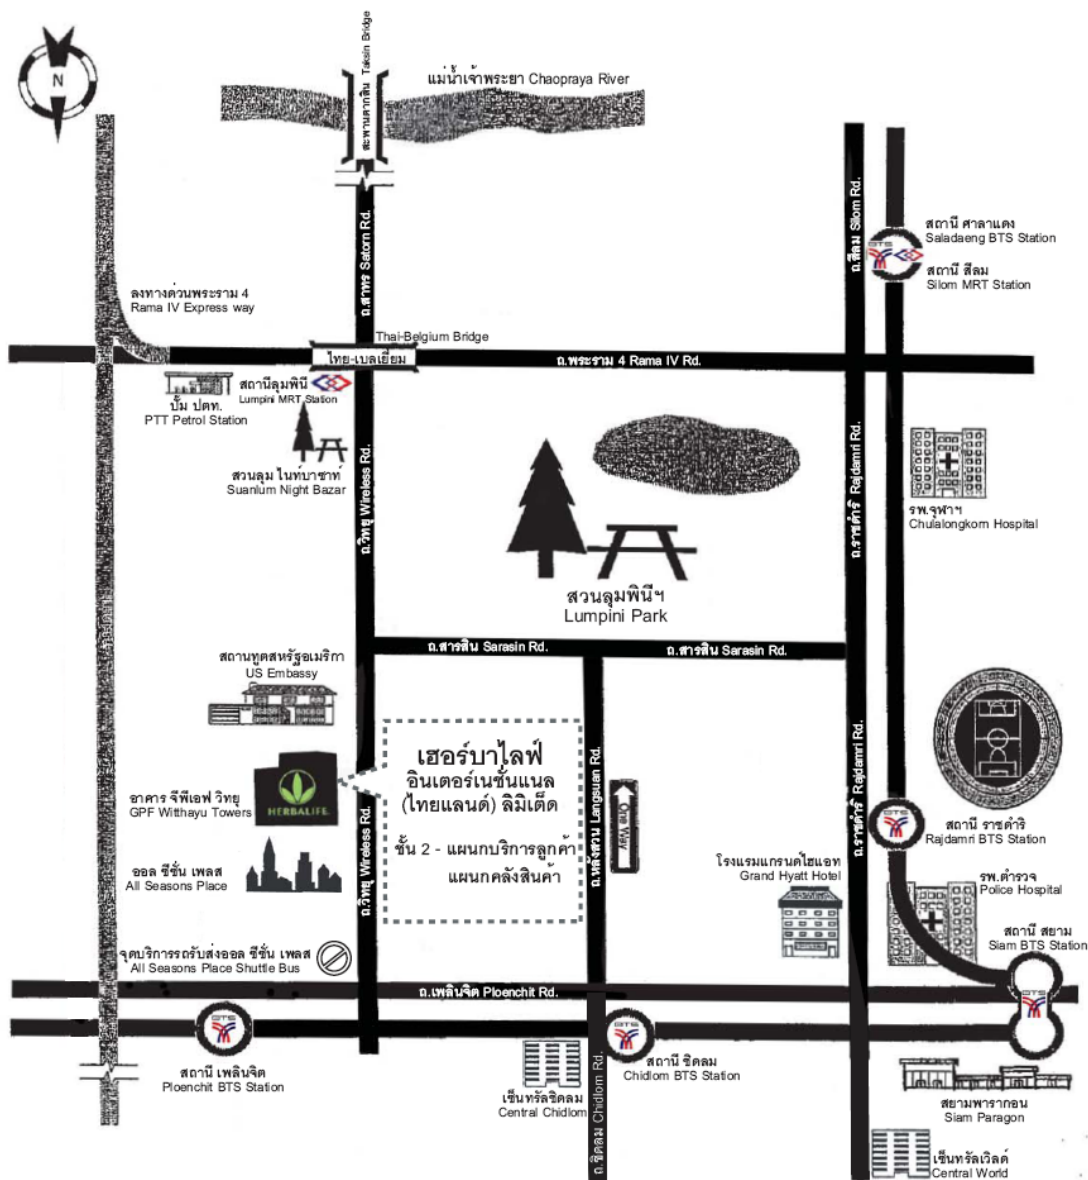 N
สะพานตากสิน Taksin Bridge
แม่น้ำเจ้าพระยา Chaopraya River
ถ.สาทร Satorn Rd.
ถ.สีลม Silom Rd.
BTS
สถานี ศาลาแดง
Saladaeng BTS Station
สถานี สีลม
Silom MRT Station
ลงทางด่วนพระราม 4
Rama IV Express way
Thai-Belgium Bridge
ไทย-เบลเยี่ยม
ถ.พระราม 4 Rama IV Rd.
ปั๊ม ปตท.
PTT Petrol Station
สถานีลุมพินี
Lumpini MRT Station
สวนลุม ไนท์บาซาท์
Suanlum Night Bazar
ถ.วิทยุ Wireless Rd.
ถ.ราชดำริ Rajdamri Rd.
รพ.จุฬาฯ
Chulalongkorn Hospital
สวนลุมพินีฯ
Lumpini Park
ถ.สารสิน Sarasin Rd.
ถ.สารสิน Sarasin Rd.
สถานทูตสหรัฐอเมริกา
US Embassy
เฮอร์บาไลฟ์
อินเตอร์เนชั่นแนล
(ไทยแลนด์) ลิมิเต็ด
ชั้น 2 - แผนกบริการลูกค้า
แผนกคลังสินค้า
อาคาร จีพีเอฟ วิทยุ
GPF Witthayu Towers
HERBALIFE
ออล ซีซั่น เพลส
All Seasons Place
ถ.วิทยุ Wireless Rd.
ถ.หลังสวน Langsuan Rd.
One Way
ถ.ราชดำริ Rajdamri Rd.
BTS
สถานี ราชดำริ
Rajdamri BTS Station
โรงแรมแกรนด์ไฮแอท
Grand Hyatt Hotel
รพ.ตำรวจ
Police Hospital
สถานี สยาม
Siam BTS Station
BTS
จุดบริการรถรับส่งออล ซีซั่น เพลส
All Seasons Place Shuttle Bus
ถ.เพลินจิต Ploenchit Rd.
BTS
สถานี เพลินจิต
Ploenchit BTS Station
BTS
สถานี ชิดลม
Chidlom BTS Station
เซ็นทรัลชิดลม
Central Chidlom
ถ.ชิดลม Chidlom Rd.
สยามพารากอน
Siam Paragon
เซ็นทรัลเวิลด์
Central World